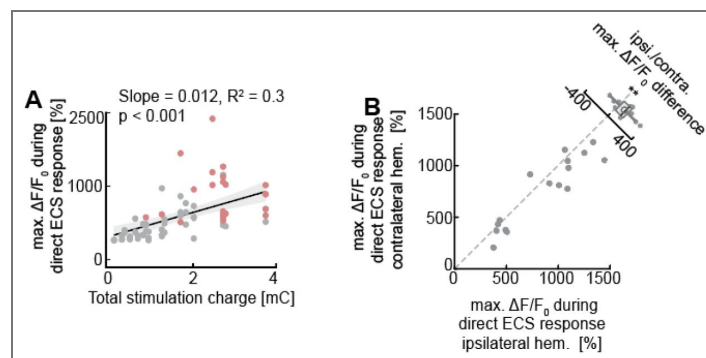 A
Slope = 0.012, R² = 0.3
p < 0.001
max. ΔF/F₀ during
direct ECS response
[%]
2500
1000
0
0
2
4
Total stimulation charge [mC]
B
ipsi./contra.
max. ΔF/F₀
difference
**
-400
400
max. ΔF/F₀ during
direct ECS response
contralateral hem. [%]
1500
1000
500
0
0
500
1000
1500
max. ΔF/F₀ during
direct ECS response
ipsilateral hem. [%]